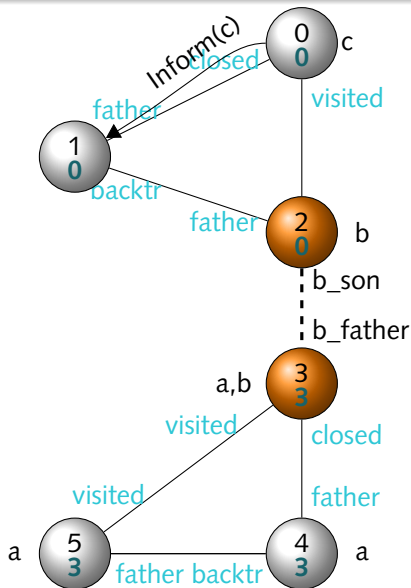 0
0
c
Inform(c)
closed
father
visited
1
0
backtr
father
2
0
b
b_son
b_father
a,b
3
3
visited
closed
visited
father
a
5
3
father backtr
4
3
a